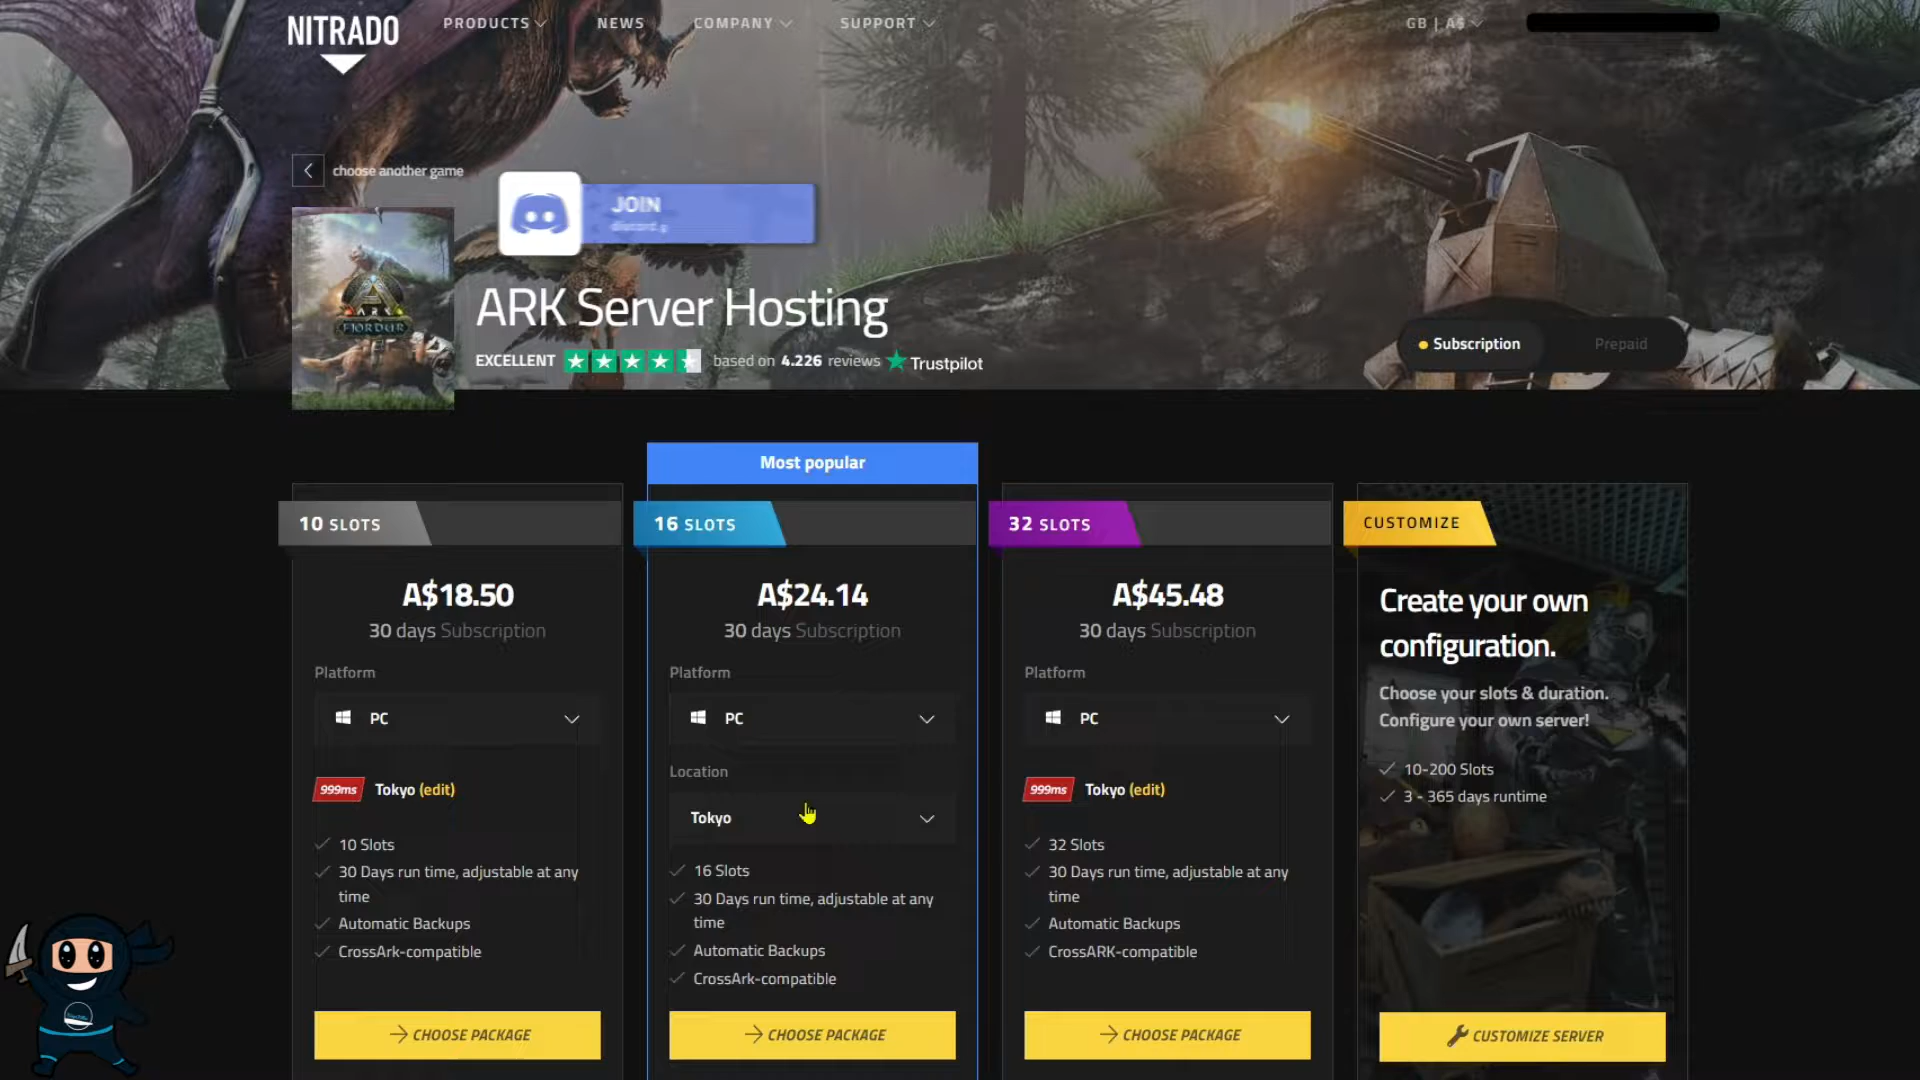 NITRADO
PRODUCTS
NEWS
COMPANY
SUPPORT
GB | A$
choose another game
JOIN
ARK
FJORDUR
ARK Server Hosting
EXCELLENT based on 4.226 reviews Trustpilot
Subscription
Prepaid
Most popular
10 SLOTS
A$18.50
30 days Subscription
Platform
PC
999ms Tokyo (edit)
10 Slots
30 Days run time, adjustable at any
time
Automatic Backups
CrossArk-compatible
CHOOSE PACKAGE
16 SLOTS
A$24.14
30 days Subscription
Platform
PC
Location
Tokyo
16 Slots
30 Days run time, adjustable at any
time
Automatic Backups
CrossArk-compatible
CHOOSE PACKAGE
32 SLOTS
A$45.48
30 days Subscription
Platform
PC
999ms Tokyo (edit)
32 Slots
30 Days run time, adjustable at any
time
Automatic Backups
CrossARK-compatible
CHOOSE PACKAGE
CUSTOMIZE
Create your own
configuration.
Choose your slots & duration.
Configure your own server!
10-200 Slots
3 - 365 days runtime
CUSTOMIZE SERVER